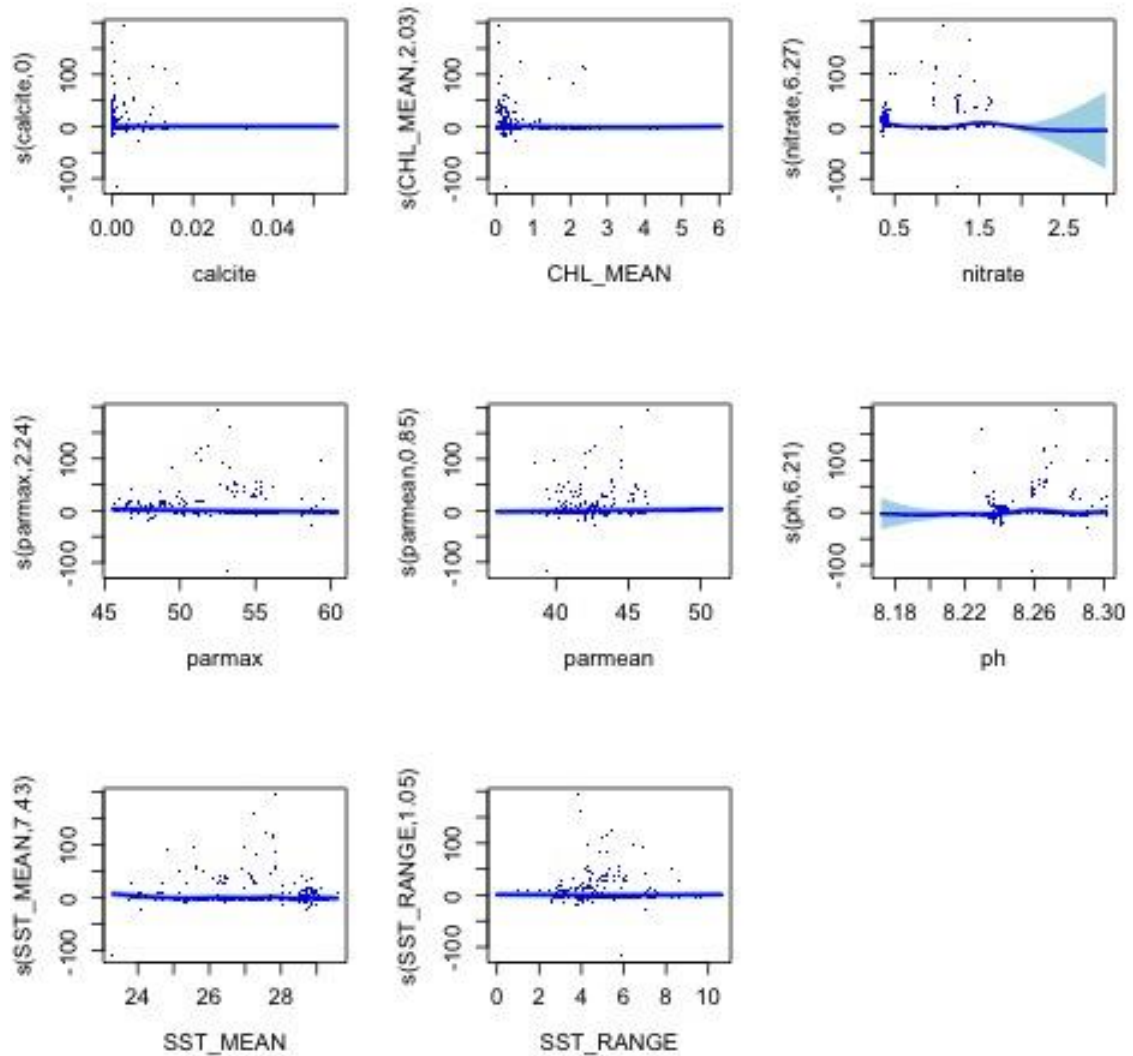 s(calcite,0)
100
0
-100
0.00 0.02 0.04
calcite
s(CHL_MEAN,2.03)
100
0
-100
0 1 2 3 4 5 6
CHL_MEAN
s(nitrate,6.27)
100
0
-100
0.5 1.5 2.5
nitrate
s(parmax,2.24)
100
0
-100
45 50 55 60
parmax
s(parmean,0.85)
100
0
-100
40 45 50
parmean
s(ph,6.21)
100
0
-100
8.18 8.22 8.26 8.30
ph
s(SST_MEAN,7.43)
100
0
-100
24 26 28
SST_MEAN
s(SST_RANGE,1.05)
100
0
-100
0 2 4 6 8 10
SST_RANGE